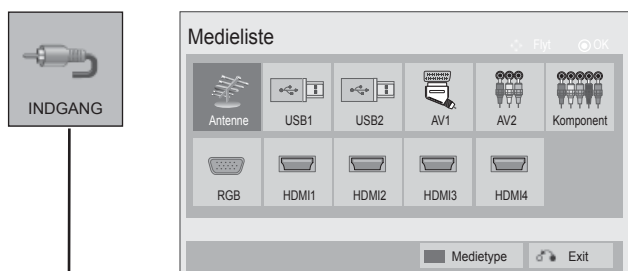 INDGANG
Medieliste
Flyt OK
Antenne USB1 USB2 AV1 AV2 Komponent
RGB HDMI1 HDMI2 HDMI3 HDMI4
Medietype Exit